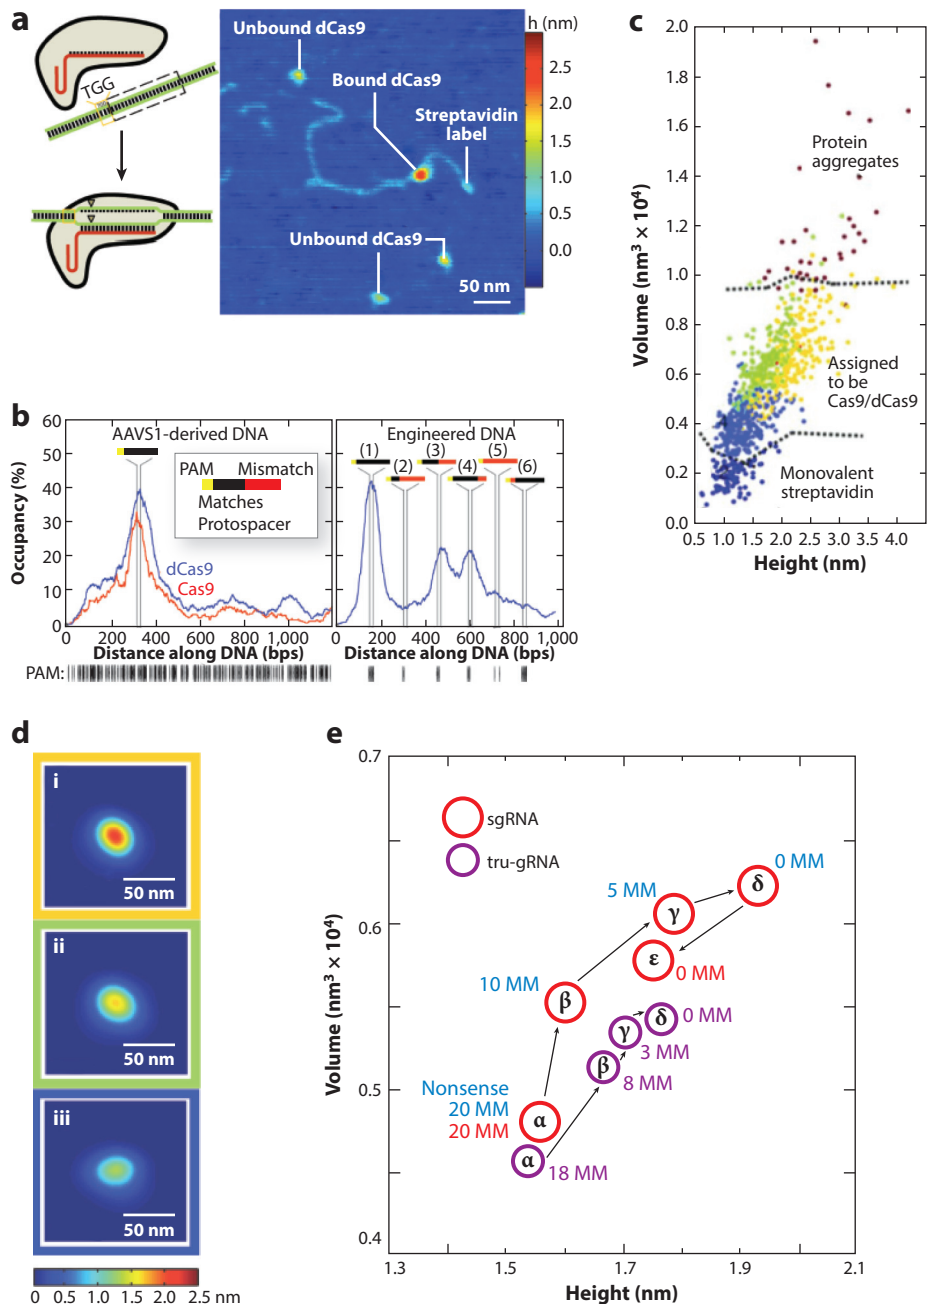 a
TGG
Unbound dCas9
Bound dCas9
Streptavidin
label
Unbound dCas9
50 nm
h (nm)
2.5
2.0
1.5
1.0
0.5
0.0
c
Volume (nm³ × 10⁴)
2.0
1.8
1.6
1.4
1.2
1.0
0.8
0.6
0.4
0.2
0.0
Protein
aggregates
Assigned
to be
Cas9/dCas9
Monovalent
streptavidin
0.5 1.0 1.5 2.0 2.5 3.0 3.5 4.0
Height (nm)
b
Occupancy (%)
60
50
40
30
20
10
0
AAVS1-derived DNA
PAM Mismatch
Matches
Protospacer
dCas9
Cas9
0 200 400 600 800 1,000
Distance along DNA (bps)
Engineered DNA
(1) (2) (3) (4) (5) (6)
0 200 400 600 800 1,000
Distance along DNA (bps)
PAM:
d
i
50 nm
ii
50 nm
iii
50 nm
0 0.5 1.0 1.5 2.0 2.5 nm
e
Volume (nm³ × 10⁴)
0.7
0.6
0.5
0.4
sgRNA
tru-gRNA
0 MM
δ
5 MM
γ
ε
0 MM
10 MM
β
δ
0 MM
γ
3 MM
β
8 MM
Nonsense
20 MM
20 MM
α
α
18 MM
1.3 1.5 1.7 1.9 2.1
Height (nm)